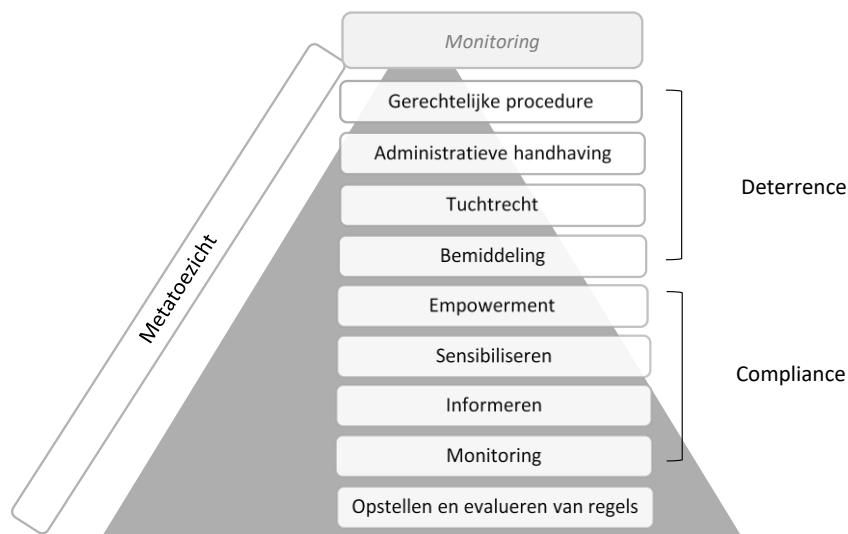 Monitoring
Gerechtelijke procedure
Administratieve handhaving
Tuchtrecht
Bemiddeling
Empowerment
Sensibiliseren
Informeren
Monitoring
Opstellen en evalueren van regels
Metatoezicht
Deterrence
Compliance